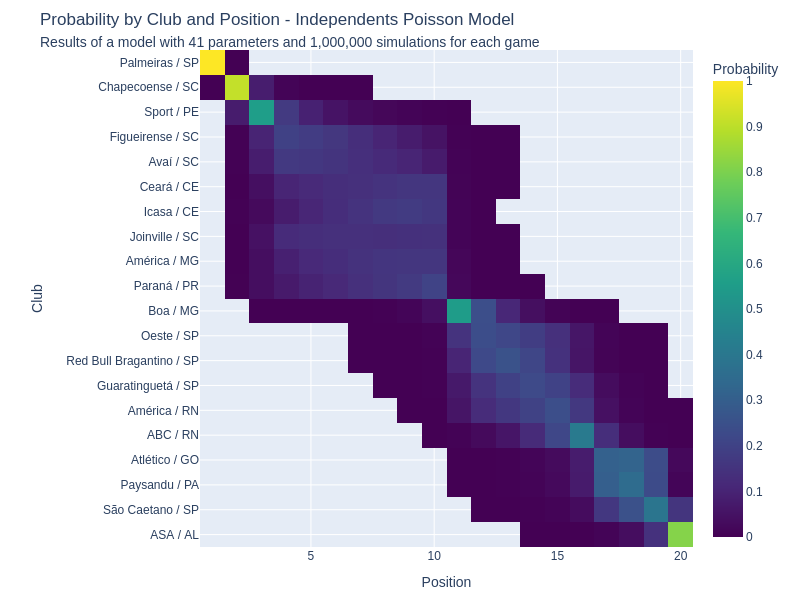 Probability by Club and Position - Independents Poisson Model
Results of a model with 41 parameters and 1,000,000 simulations for each game
Probability
Palmeiras / SP
Chapecoense / SC
Sport / PE
Figueirense / SC
Avaí / SC
Ceará / CE
Icasa / CE
Joinville / SC
América / MG
Paraná / PR
Boa / MG
Oeste / SP
Red Bull Bragantino / SP
Guaratinguetá / SP
América / RN
ABC / RN
Atlético / GO
Paysandu / PA
São Caetano / SP
ASA / AL
Club
5 10 15 20
Position
1
0.9
0.8
0.7
0.6
0.5
0.4
0.3
0.2
0.1
0